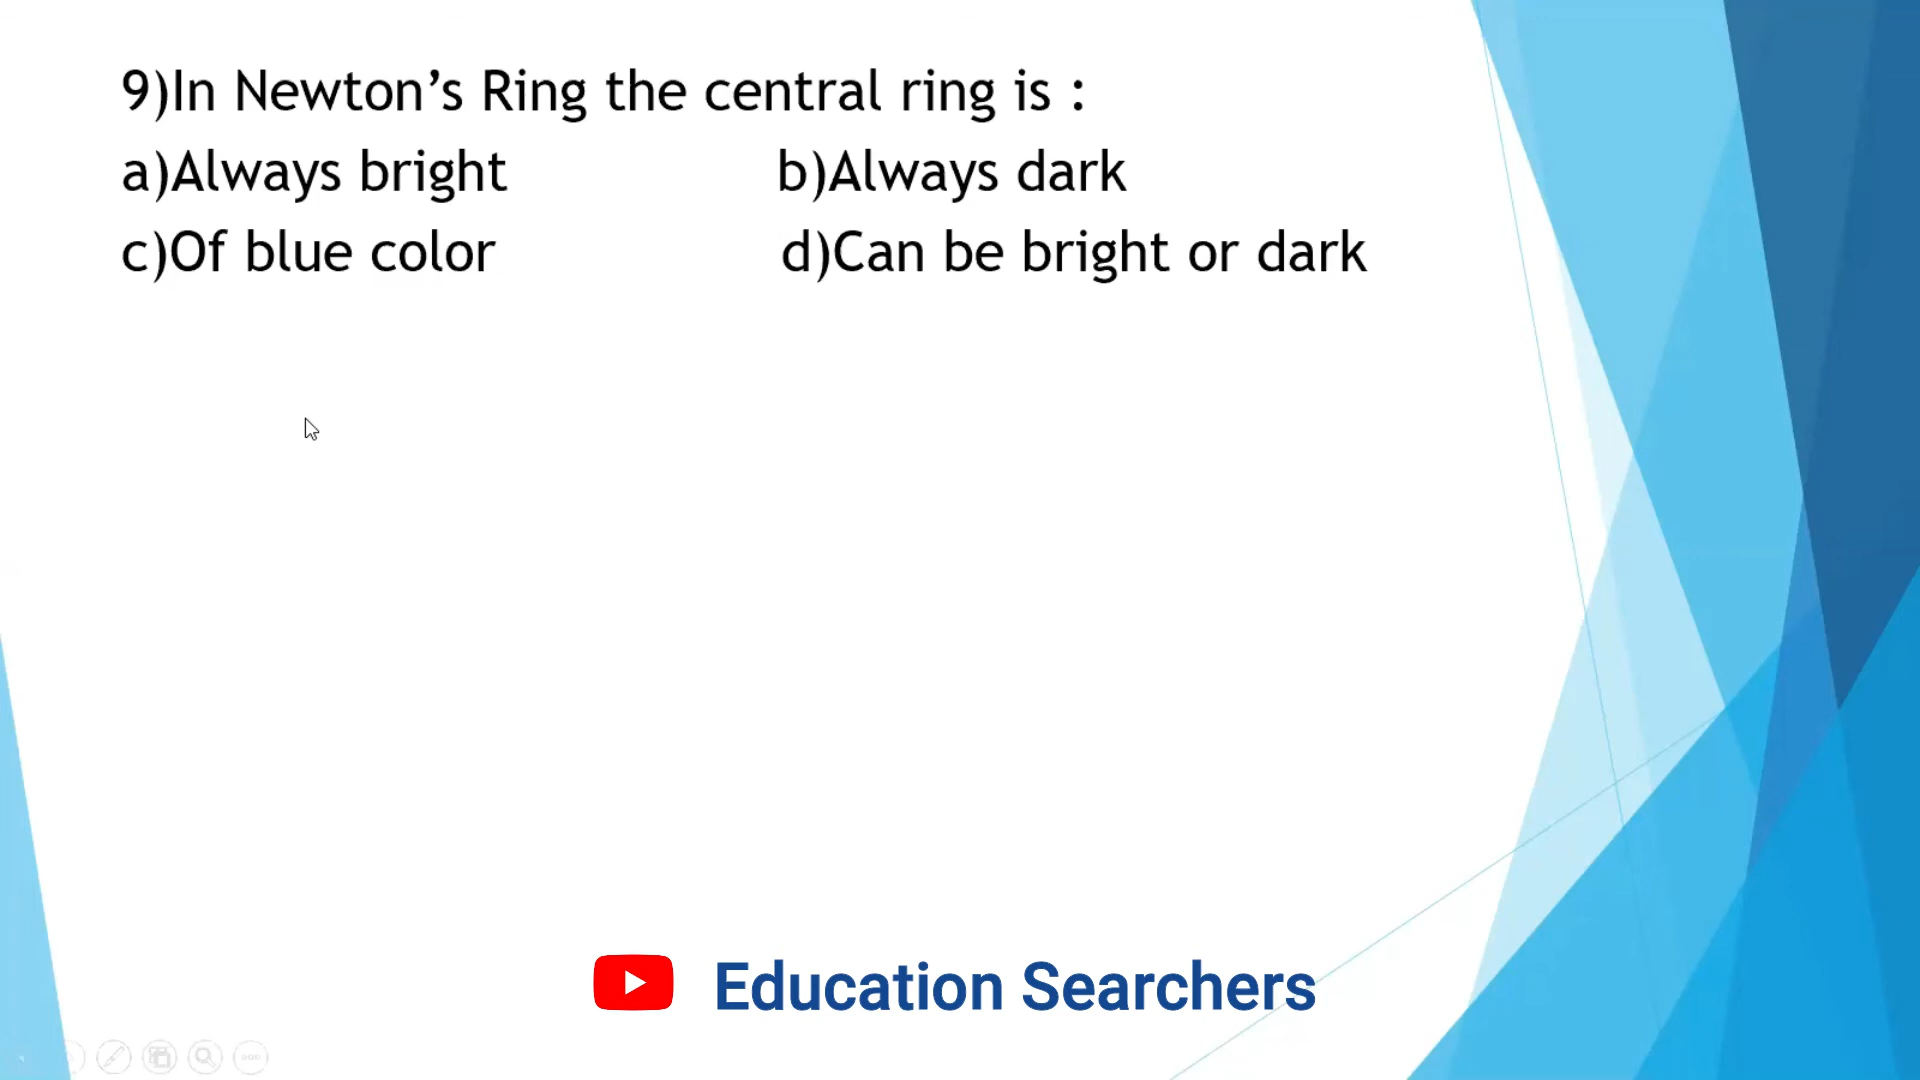 9)In Newton’s Ring the central ring is :
a)Always bright b)Always dark
c)Of blue color d)Can be bright or dark
Education Searchers